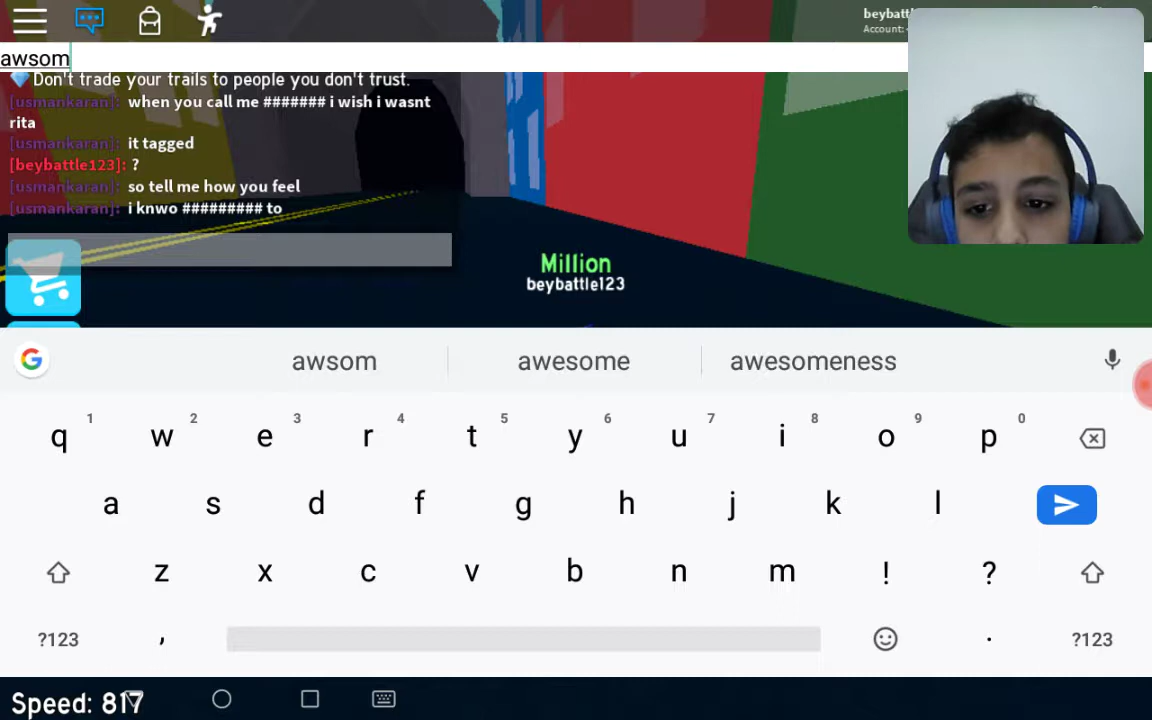 beybattl
Account:
awsom
💎Don't trade your trails to people you don't trust.
[usmankaran]: when you call me ####### i wish i wasnt
rita
[usmankaran]: it tagged
[beybattle123]: ?
[usmankaran]: so tell me how you feel
[usmankaran]: i knwo ######### to
Million
beybattle123
awsom awesome awesomeness
1 2 3 4 5 6 7 8 9 0
q w e r t y u i o p
a s d f g h j k l
z x c v b n m ! ?
?123 , . ?123
Speed: 817